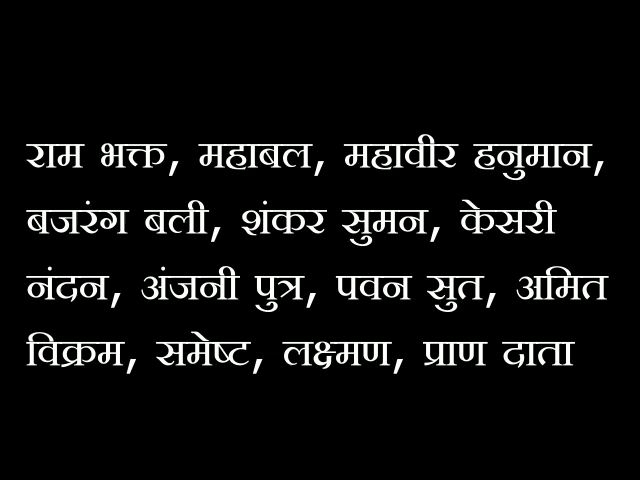 राम भक्त, महाबल, महावीर हनुमान,
बजरंग बली, शंकर सुमन, केसरी
नंदन, अंजनी पुत्र, पवन सुत, अमित
विक्रम, समेष्ट, लक्ष्मण, प्राण दाता